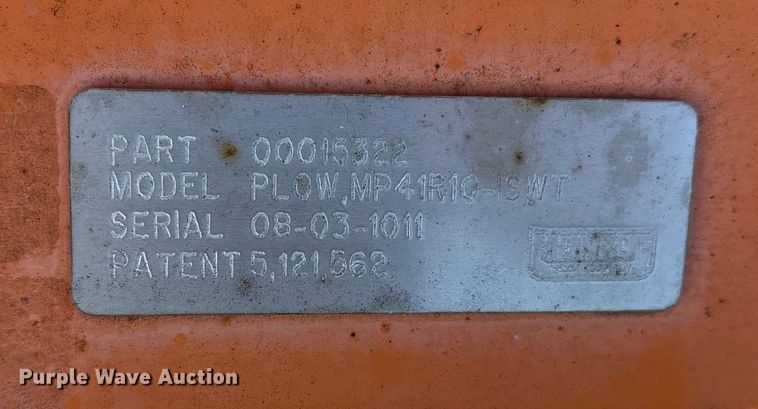 PART 00015322
MODEL PLOW,MP41R10-ISWT
SERIAL 08-03-1011
PATENT 5,121,562
Purple Wave Auction